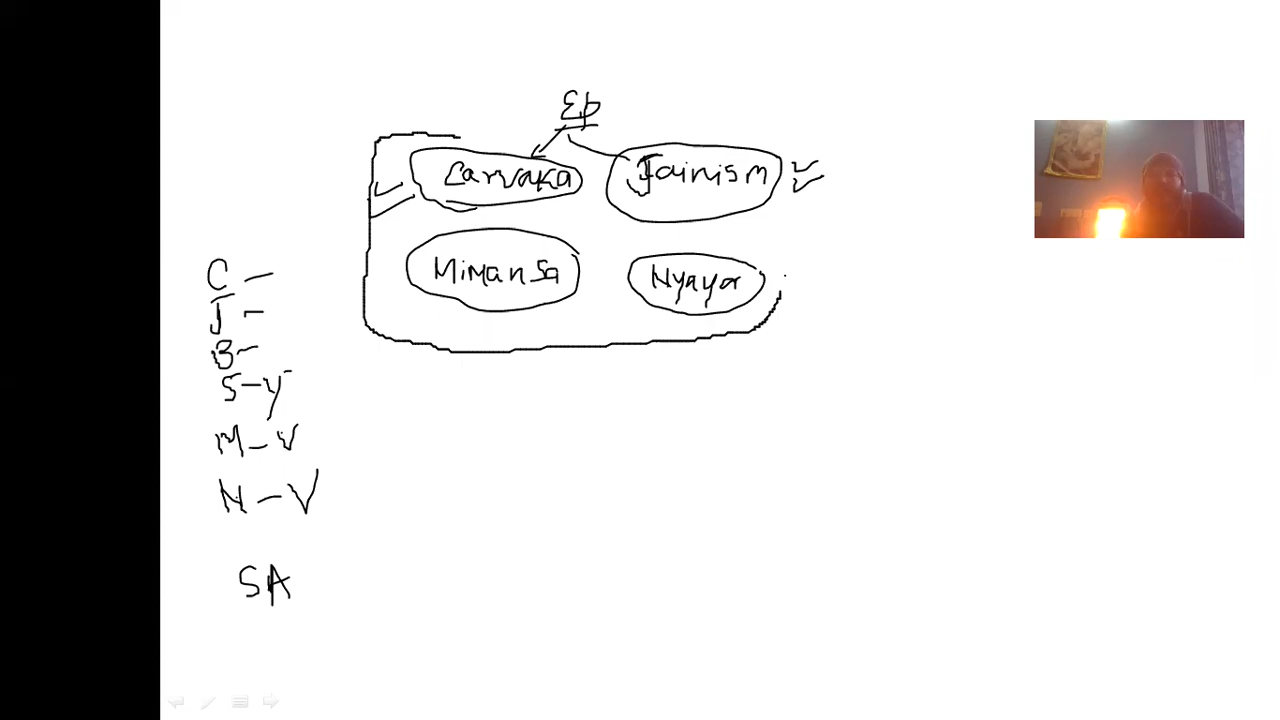 Ep
Carvaka Jainism
Mimansa Nyaya
C -
J -
B -
S - Y
M - V
N - V
SA